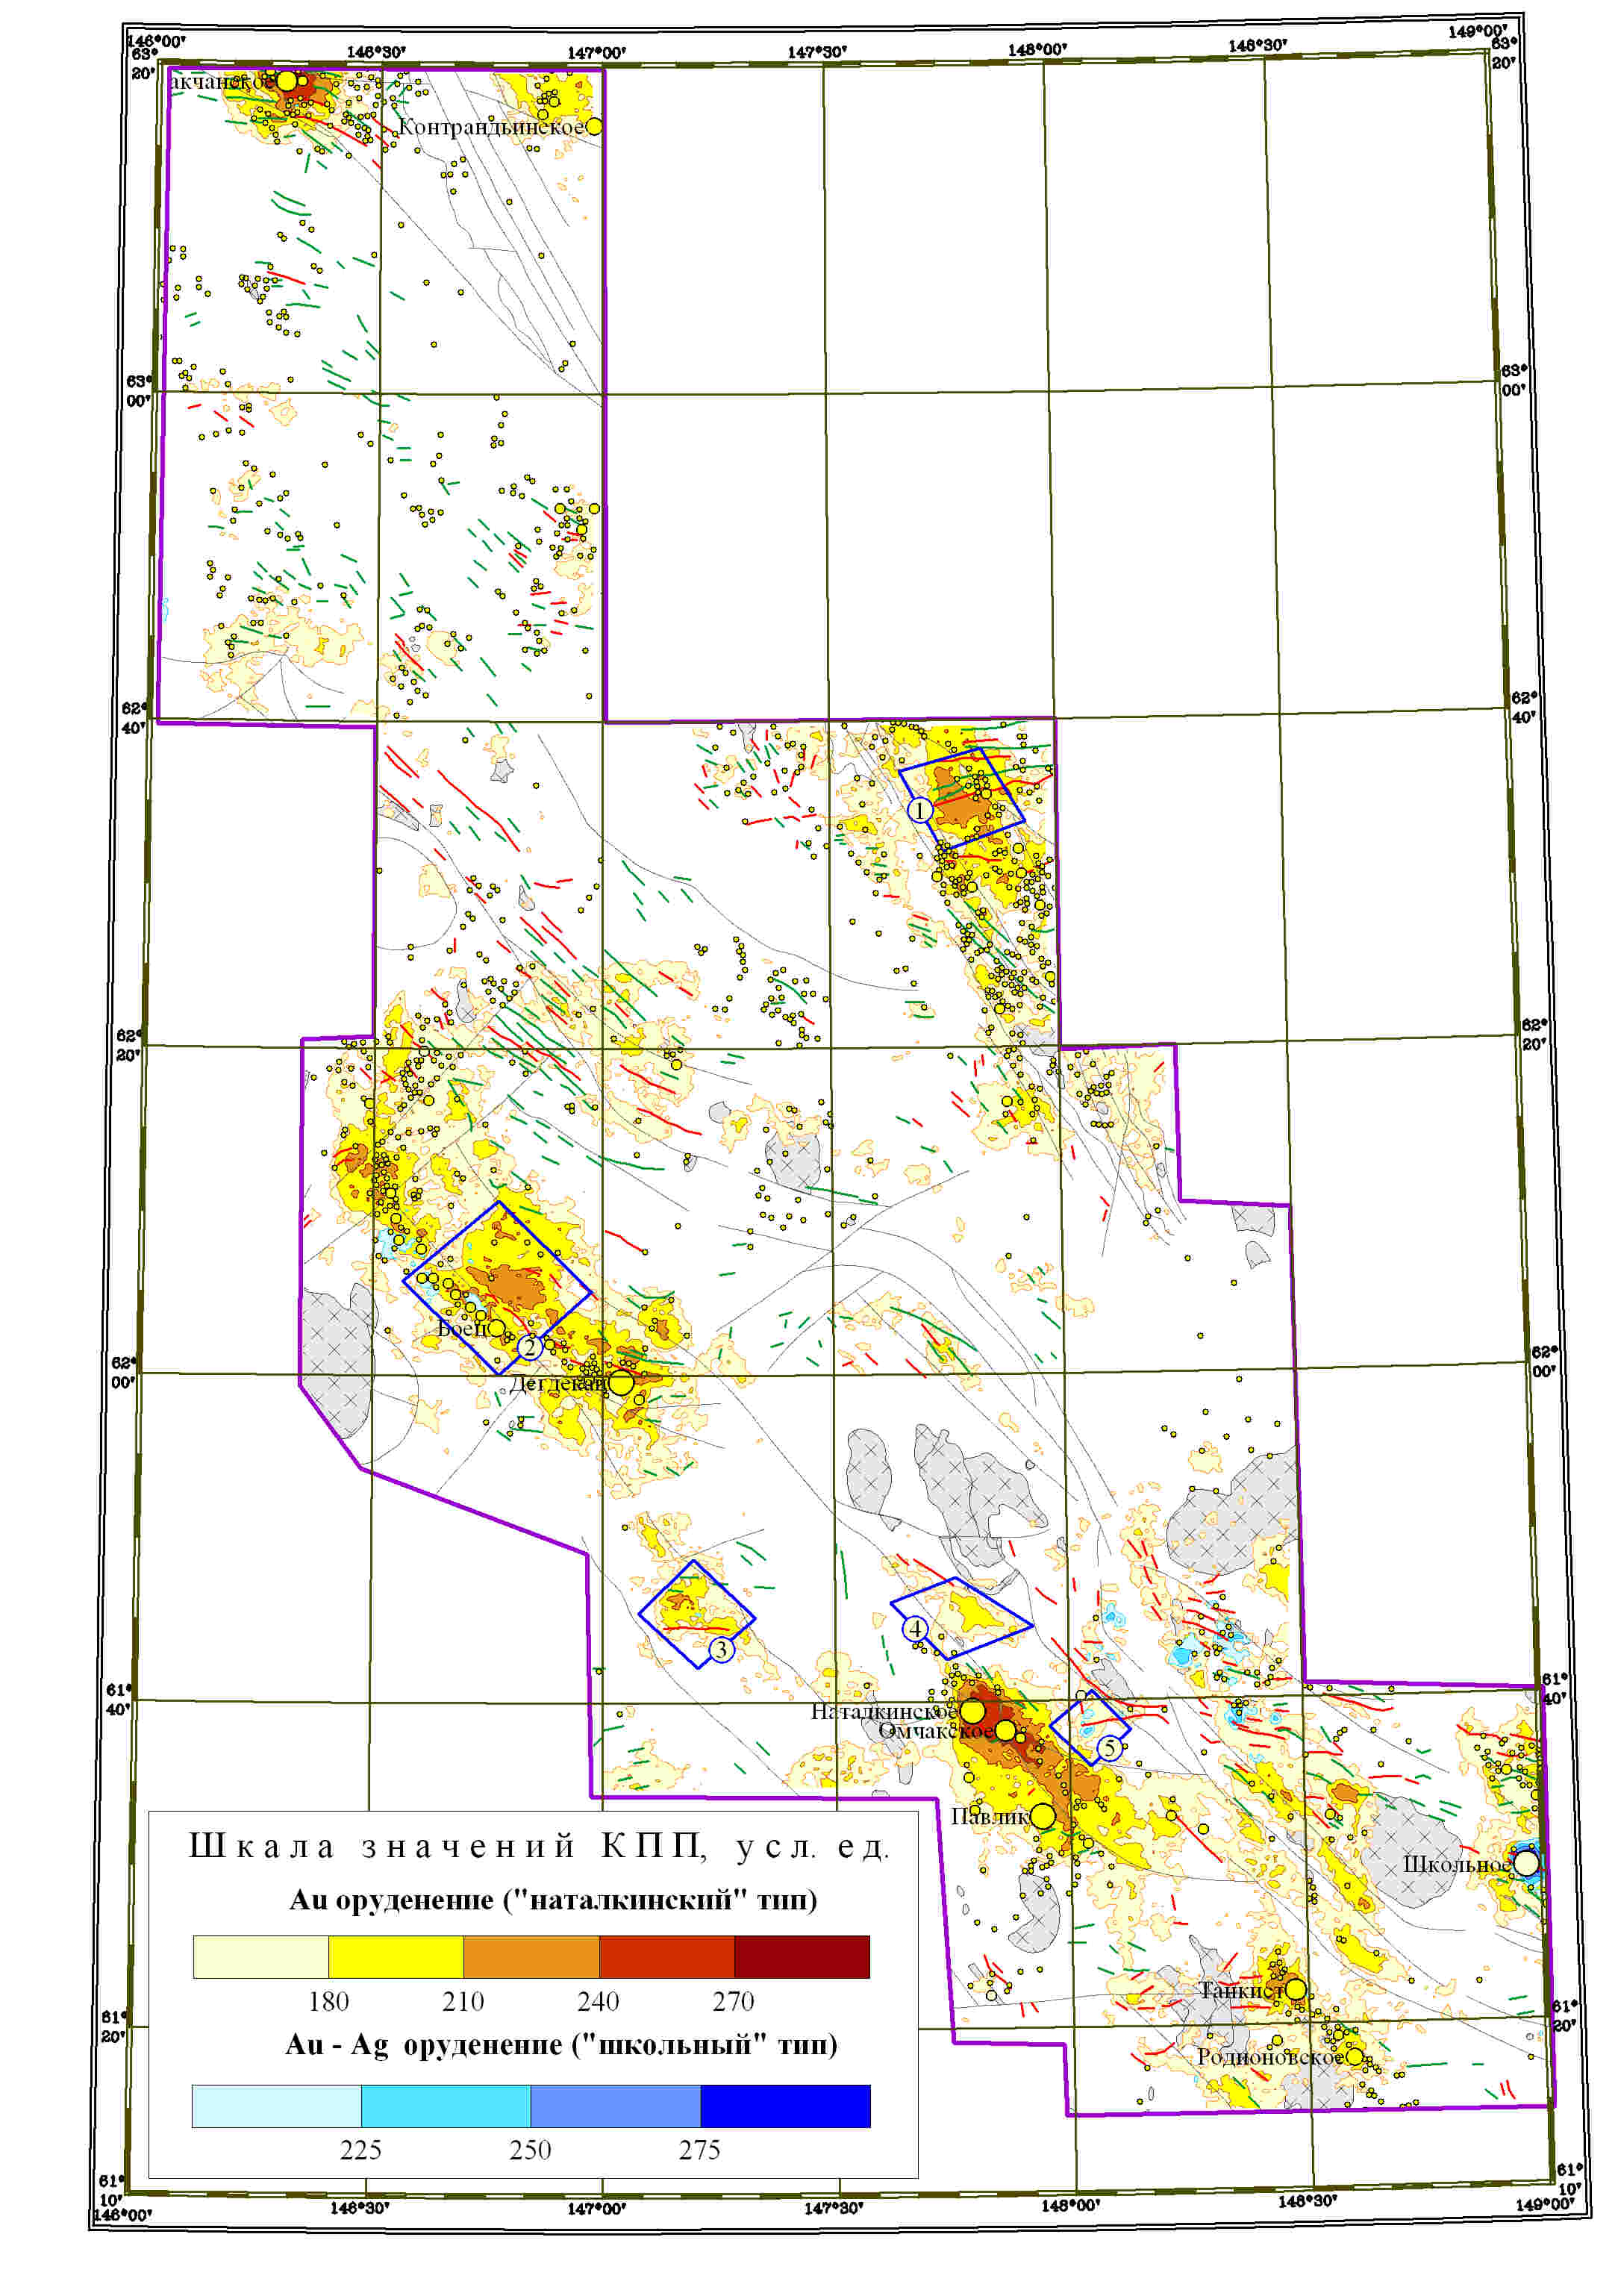 146°00' 146°30' 147°00' 147°30' 148°00' 148°30' 149°00'
63° 63°
20' 20'
акчанское
Контрандьинское
63° 63°
00' 00'
62° 62°
40' 40'
1
62° 62°
20' 20'
Боец
2
62° 62°
00' 00'
Дегдекан
4
3
61° 61°
40' 40'
Наталкинское
Омчакское
5
Павлик
Школьное
Шкала значений КПП, усл. ед.
Au оруденение ("наталкинский" тип)
180 210 240 270
Танкист
61° 61°
20' 20'
Au - Ag оруденение ("школьный" тип)
Родионовское
225 250 275
61° 61°
10' 10'
146°00' 146°30' 147°00' 147°30' 148°00' 148°30' 149°00'